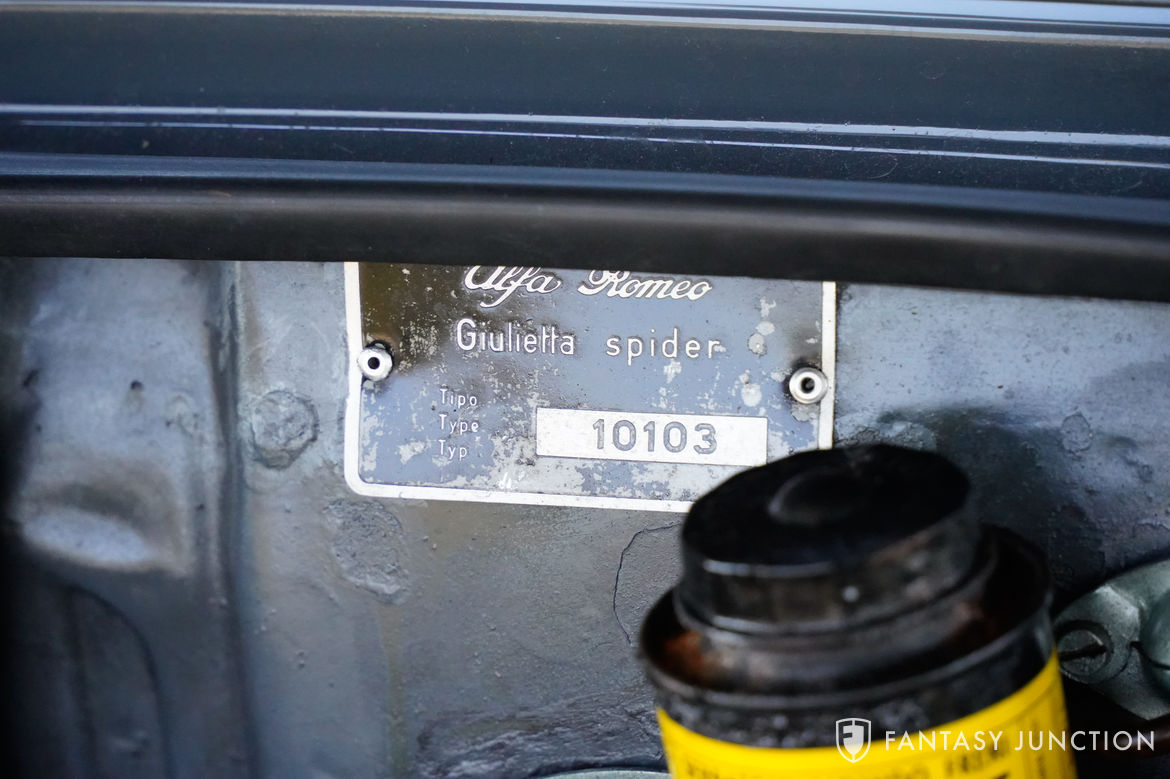 Alfa Romeo
Giulietta spider
Tipo
Type
Typ
10103
FANTASY JUNCTION